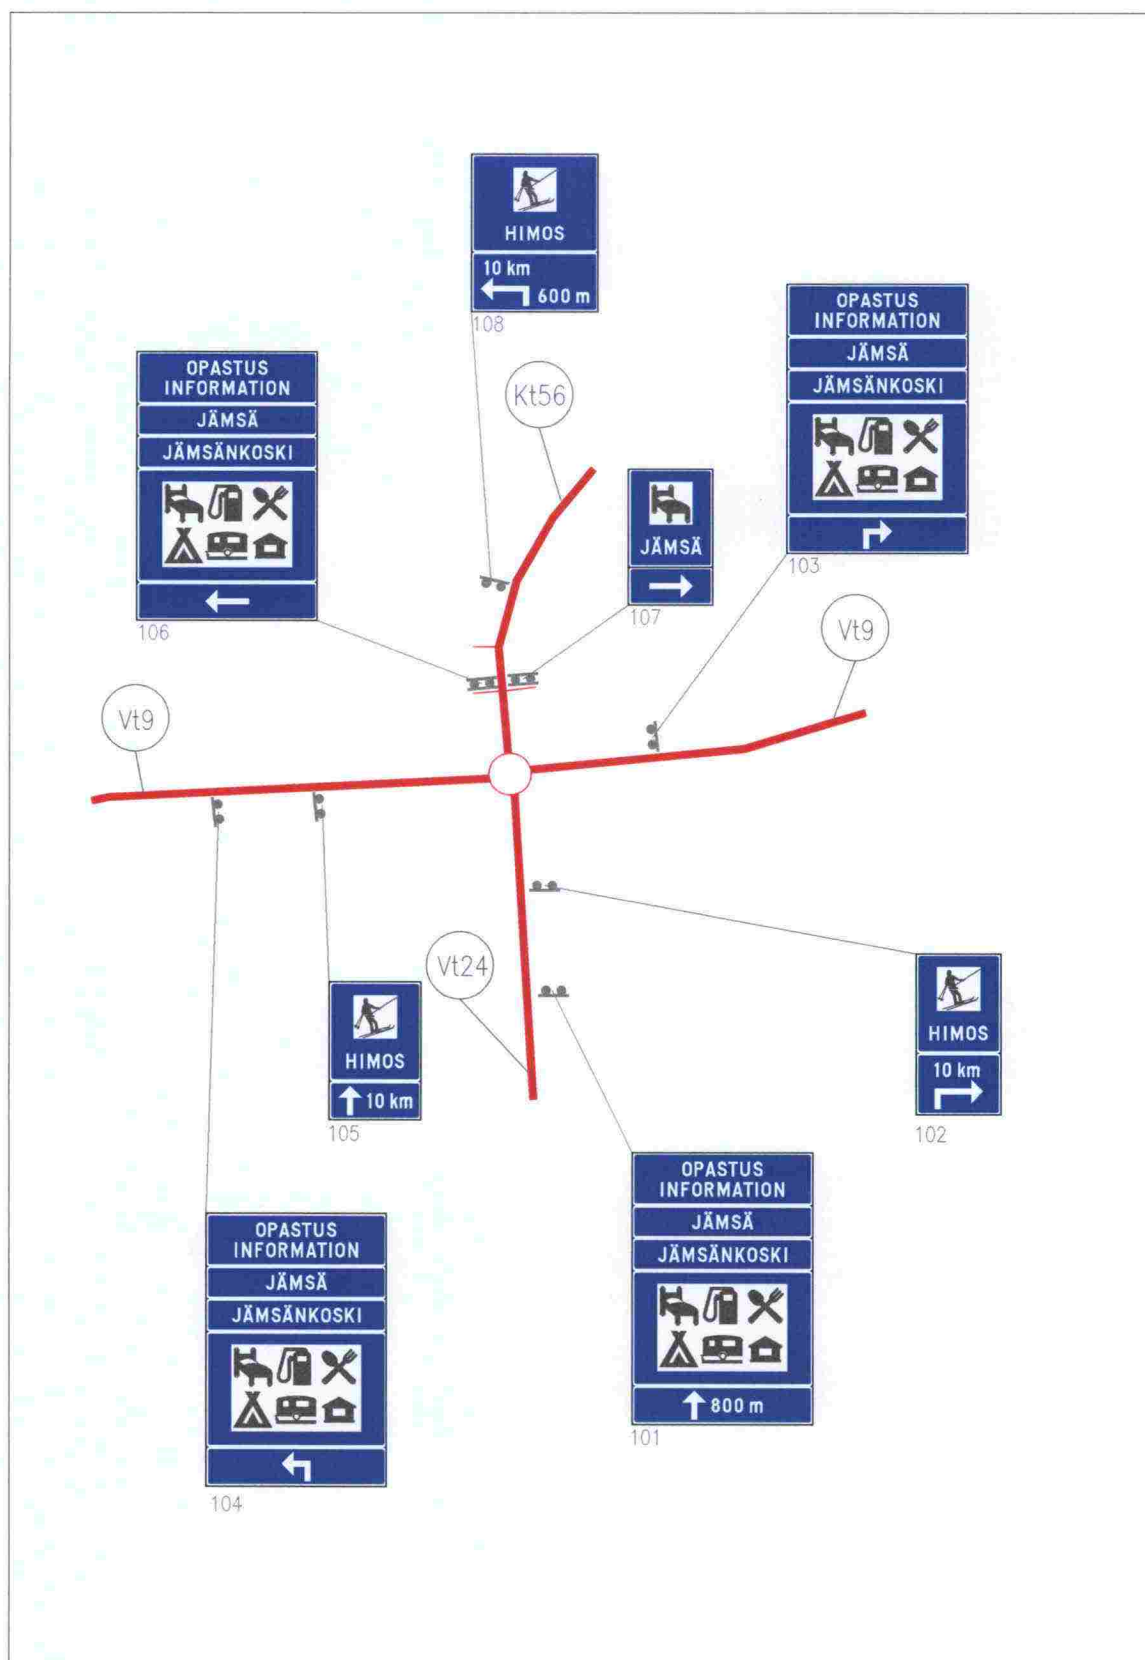 HIMOS
10 km
600 m
108
OPASTUS
INFORMATION
JÄMSÄ
JÄMSÄNKOSKI
103
OPASTUS
INFORMATION
JÄMSÄ
JÄMSÄNKOSKI
106
Kt56
JÄMSÄ
107
Vt9
Vt9
Vt24
HIMOS
10 km
105
HIMOS
10 km
102
OPASTUS
INFORMATION
JÄMSÄ
JÄMSÄNKOSKI
800 m
101
OPASTUS
INFORMATION
JÄMSÄ
JÄMSÄNKOSKI
104